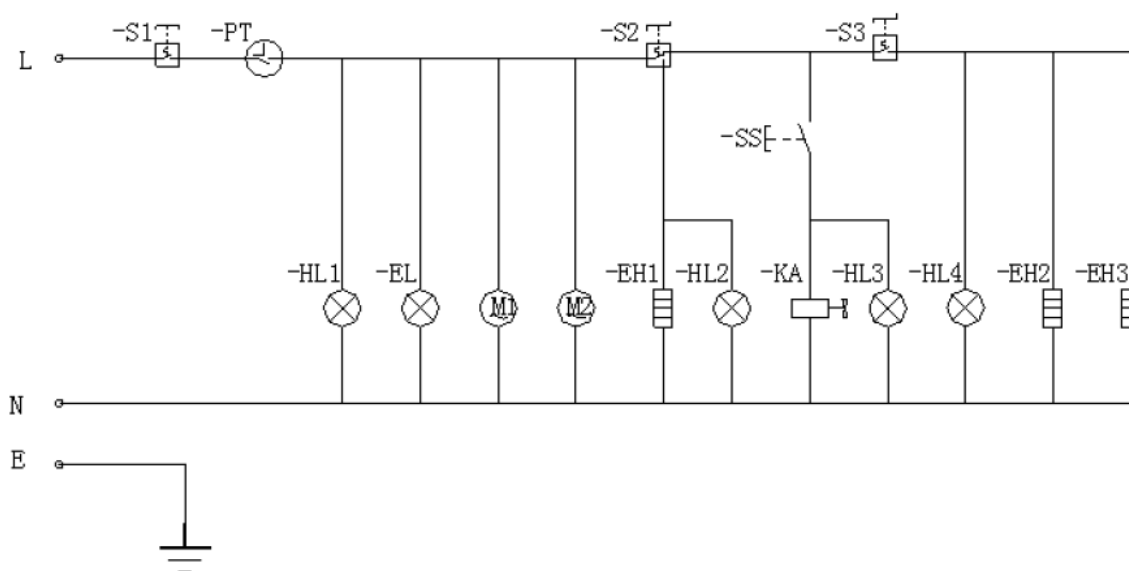 -S1
-PT
-S2
-S3
L
-SS
-HL1
-EL
-EH1
-HL2
-KA
-HL3
-HL4
-EH2
-EH3
M1
M2
N
E